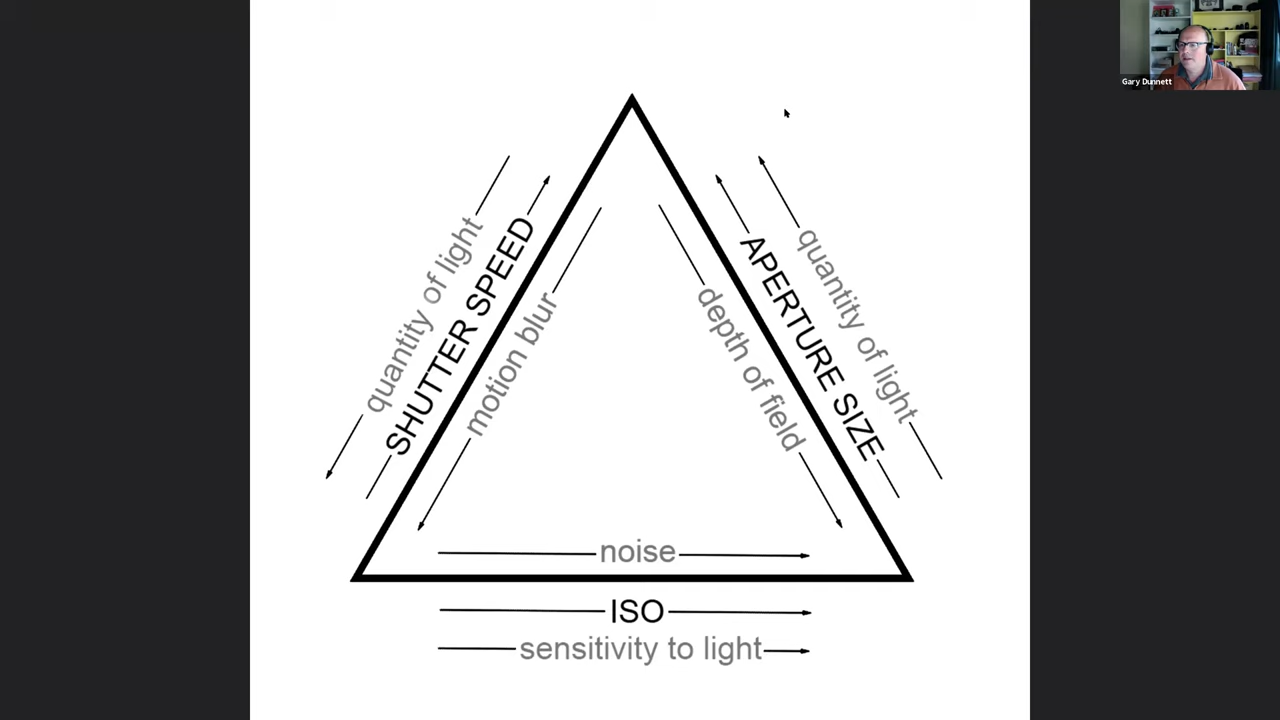 Gary Dunnett
quantity of light
SHUTTER SPEED
motion blur
depth of field
APERTURE SIZE
quantity of light
noise
ISO
sensitivity to light